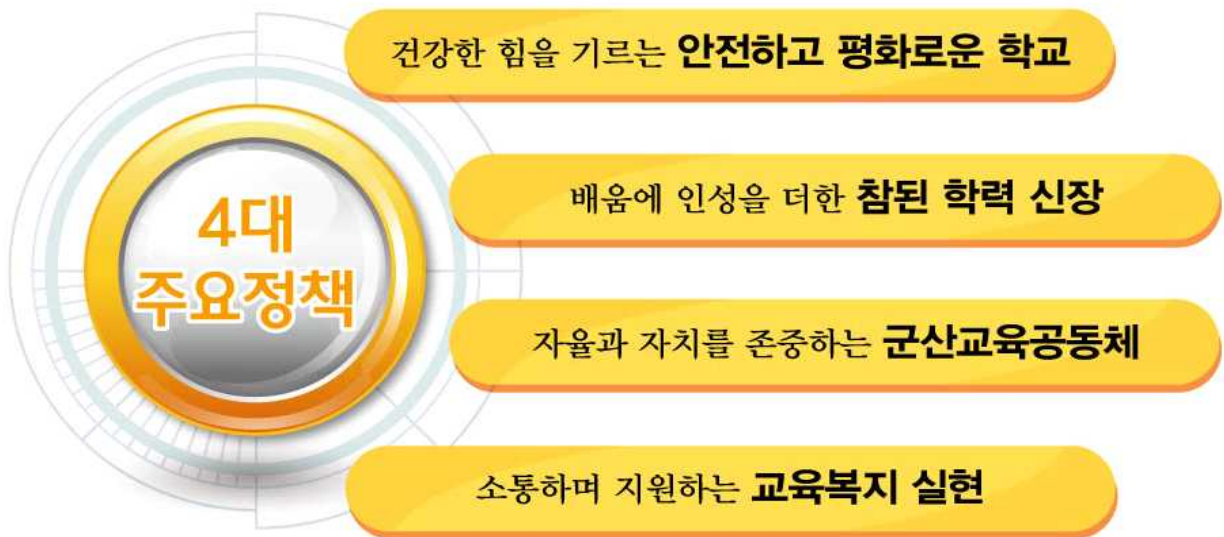 4대
주요정책
건강한 힘을 기르는 안전하고 평화로운 학교
배움에 인성을 더한 참된 학력 신장
자율과 자치를 존중하는 군산교육공동체
소통하며 지원하는 교육복지 실현